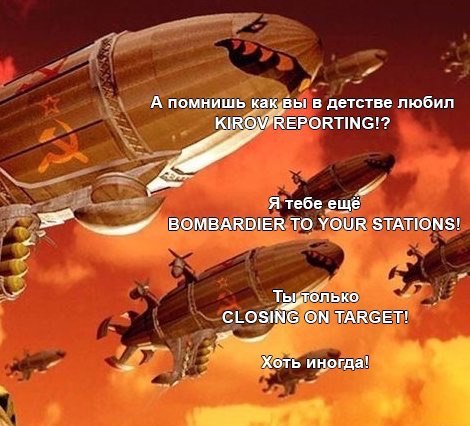 А помнишь как вы в детстве любил
KIROV REPORTING!?
Я тебе ещё
BOMBARDIER TO YOUR STATIONS!
Ты только
CLOSING ON TARGET!
Хоть иногда!